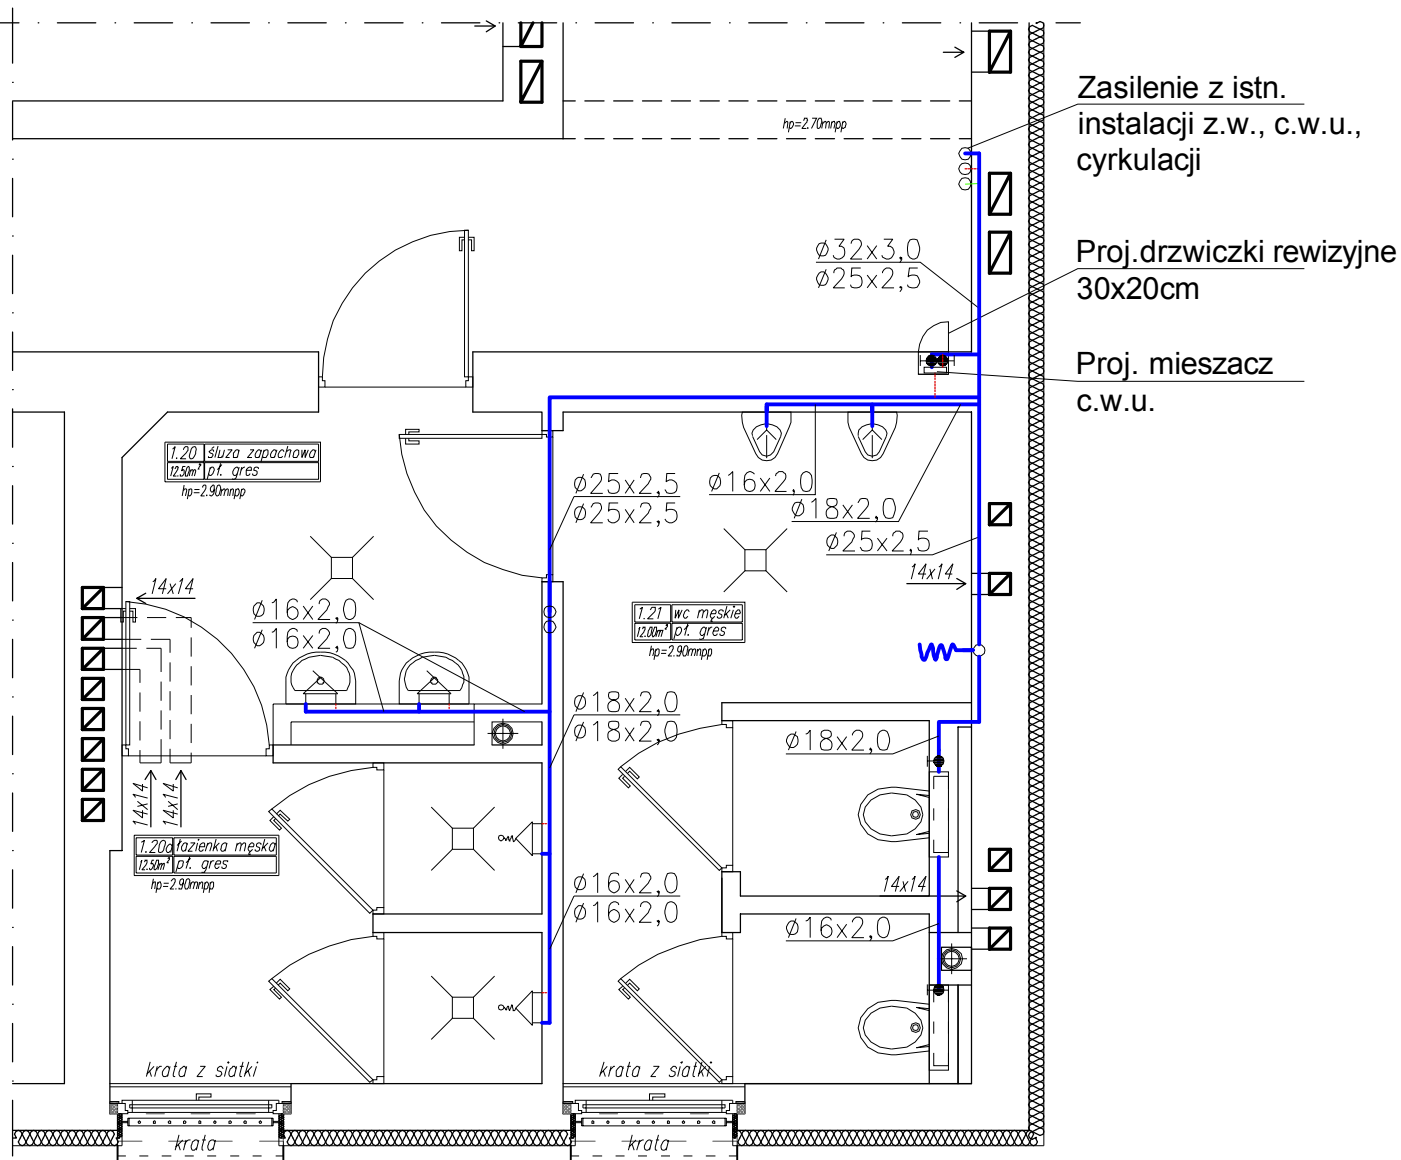 Zasilenie z istn.
instalacji z.w., c.w.u.,
cyrkulacji
hp=2.70mnpp
Proj.drzwiczki rewizyjne
30x20cm
ø32x3,0
ø25x2,5
Proj. mieszacz
c.w.u.
1.20 śluza zapachowa
12.50m² pł. gres
hp=2.90mnpp
ø25x2,5
ø25x2,5
ø16x2,0
ø18x2,0
ø25x2,5
14x14
14x14
ø16x2,0
ø16x2,0
1.21 wc męskie
12.00m² pł. gres
hp=2.90mnpp
ø18x2,0
ø18x2,0
ø18x2,0
14x14
14x14
1.20a łazienka męska
12.50m² pł. gres
hp=2.90mnpp
ø16x2,0
ø16x2,0
14x14
ø16x2,0
krata z siatki
krata z siatki
krata
krata